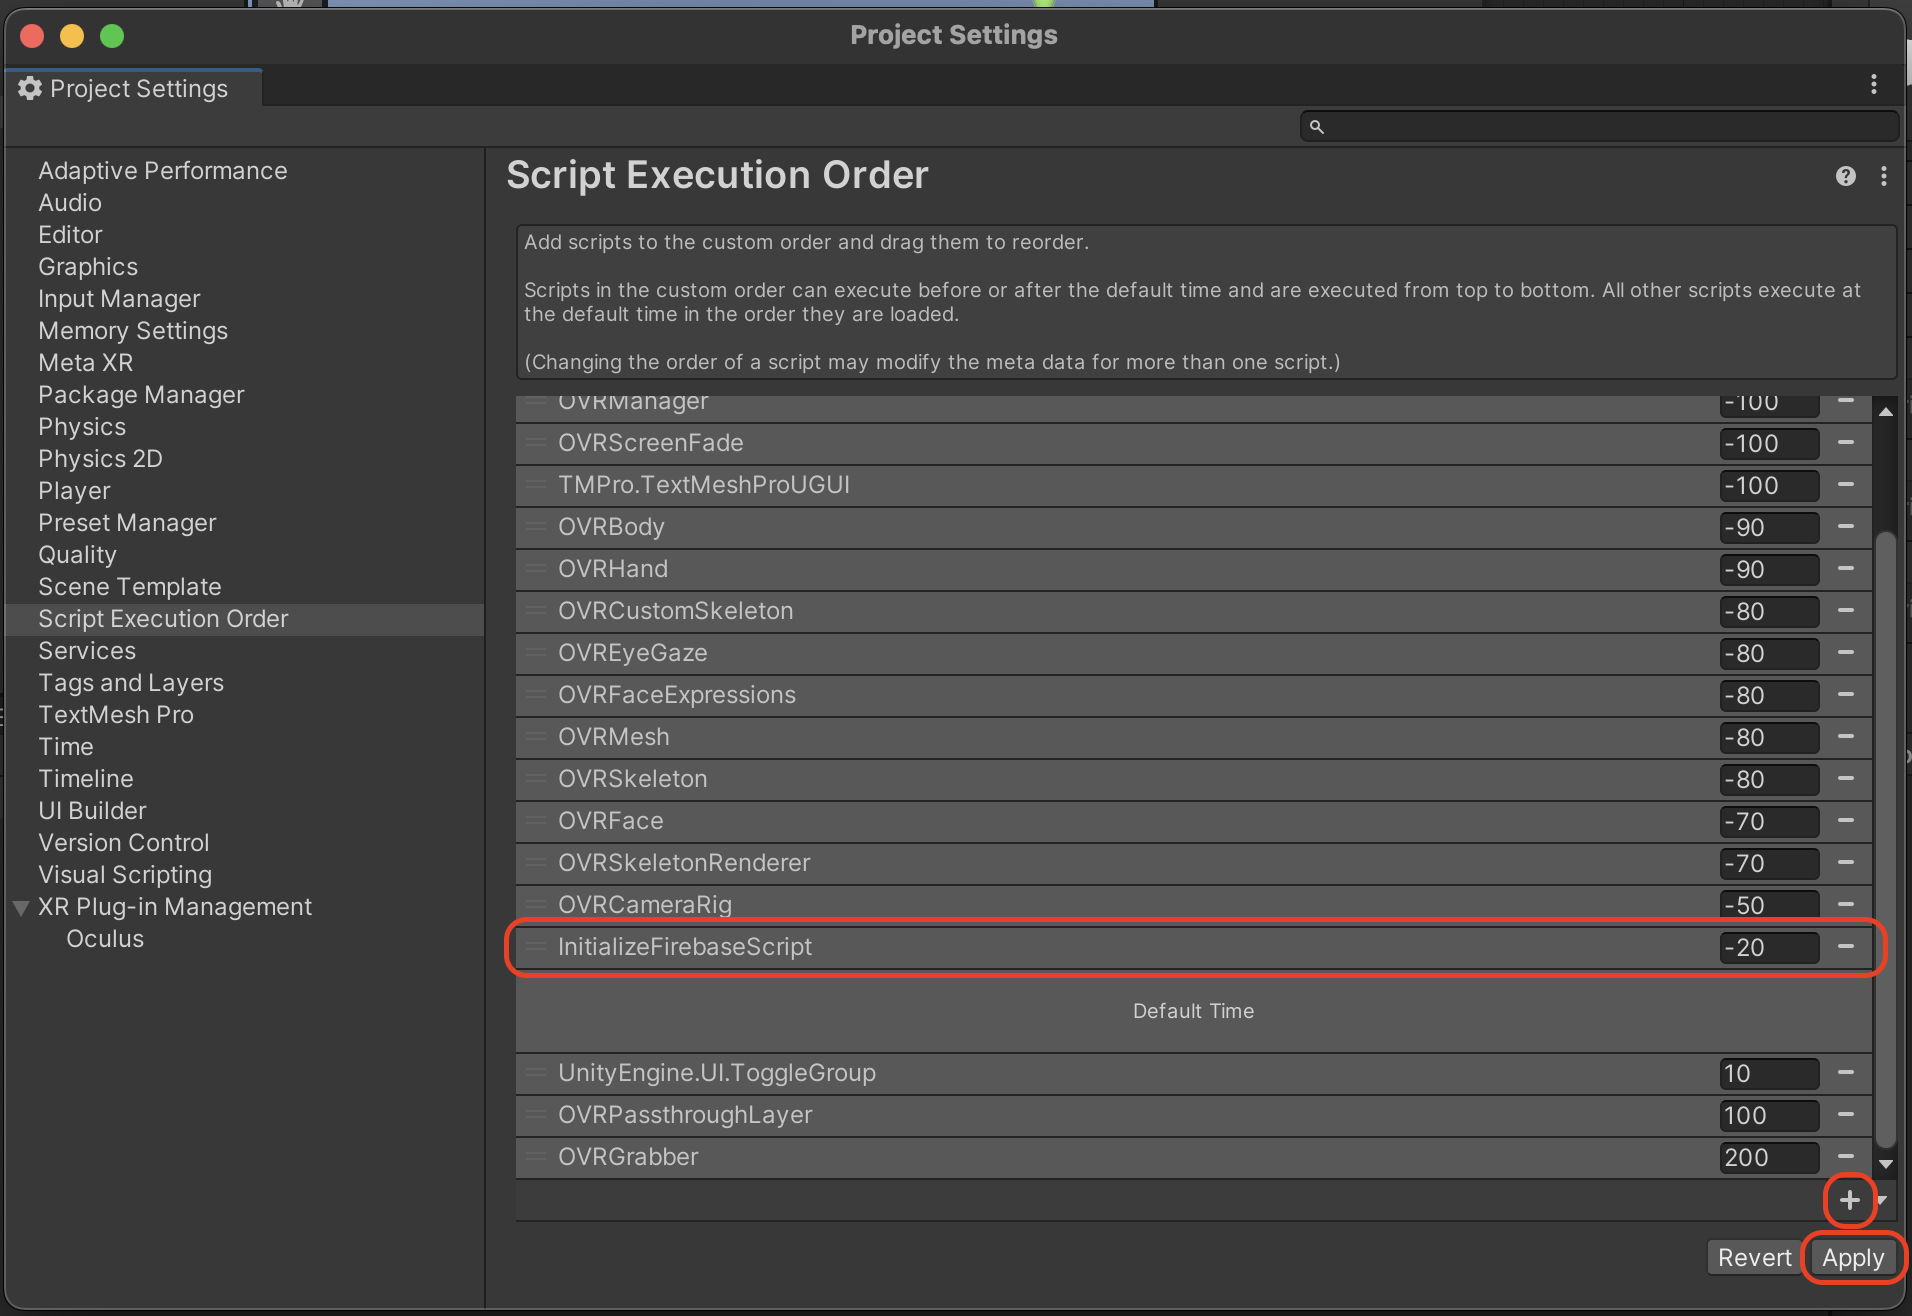 Project Settings
Project Settings
Adaptive Performance
Audio
Editor
Graphics
Input Manager
Memory Settings
Meta XR
Package Manager
Physics
Physics 2D
Player
Preset Manager
Quality
Scene Template
Script Execution Order
Services
Tags and Layers
TextMesh Pro
Time
Timeline
UI Builder
Version Control
Visual Scripting
XR Plug-in Management
Oculus
Script Execution Order
Add scripts to the custom order and drag them to reorder.
Scripts in the custom order can execute before or after the default time and are executed from top to bottom. All other scripts execute at
the default time in the order they are loaded.
(Changing the order of a script may modify the meta data for more than one script.)
OVRManager -100
OVRScreenFade -100
TMPro.TextMeshProUGUI -100
OVRBody -90
OVRHand -90
OVRCustomSkeleton -80
OVREyeGaze -80
OVRFaceExpressions -80
OVRMesh -80
OVRSkeleton -80
OVRFace -70
OVRSkeletonRenderer -70
OVRCameraRig -50
InitializeFirebaseScript -20
Default Time
UnityEngine.UI.ToggleGroup 10
OVRPassthroughLayer 100
OVRGrabber 200
Revert Apply